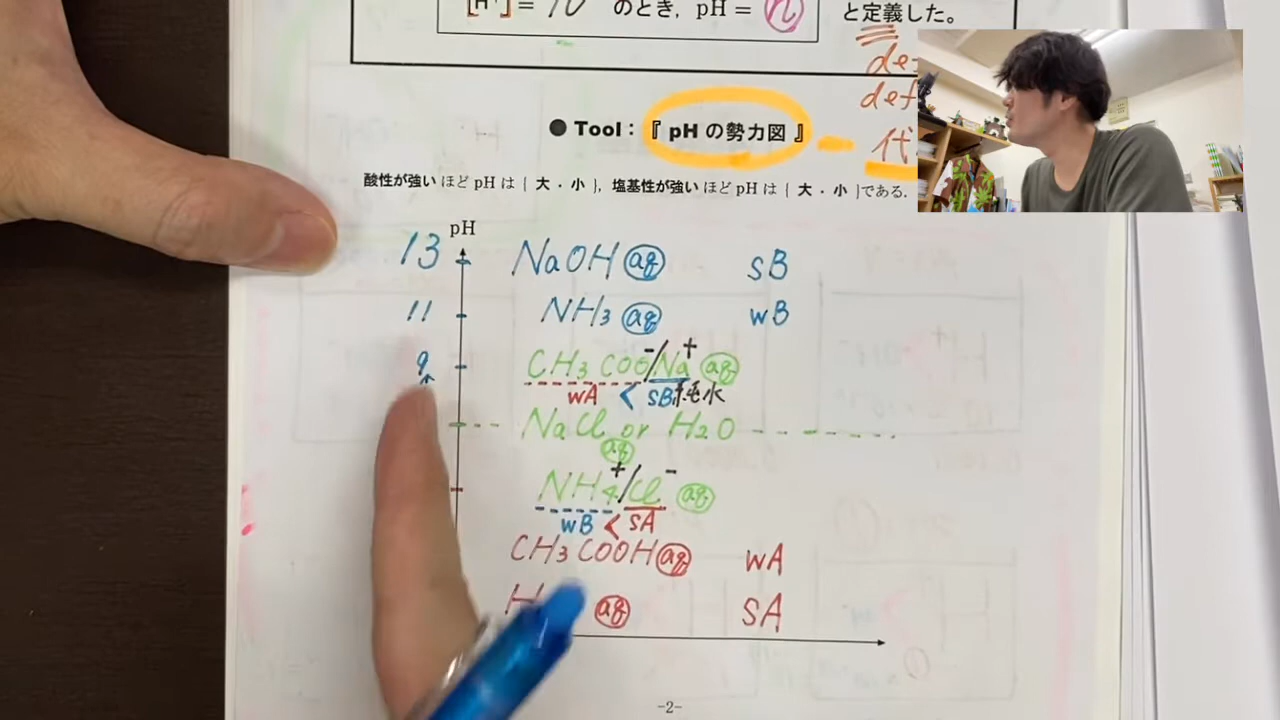 [H⁺] = 10 のとき, pH = n と定義した。
de
def
● Tool：『 pH の勢力図 』
代
酸性が強い ほど pH は { 大 ・ 小 }, 塩基性が強い ほど pH は { 大 ・ 小 }である.
pH
13 NaOH aq sB
11 NH₃ aq wB
9 CH₃COO⁻/Na⁺ aq
wA < sB 純水
NaCl or H₂O
aq
NH₄⁺/Cl⁻ aq
wB < sA
CH₃COOH aq wA
H aq sA
-2-